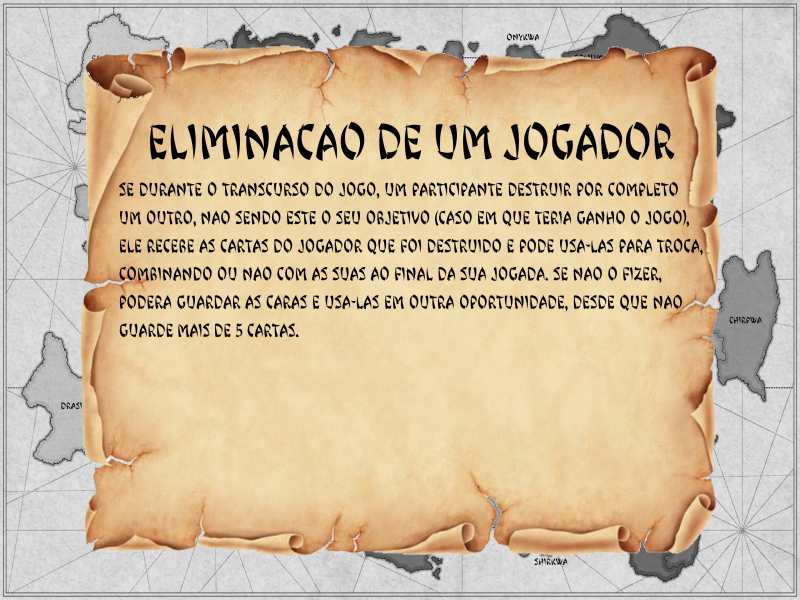 ONYKWA
ELIMINACAO DE UM JOGADOR
SE DURANTE O TRANSCURSO DO JOGO, UM PARTICIPANTE DESTRUIR POR COMPLETO
UM OUTRO, NAO SENDO ESTE O SEU OBJETIVO (CASO EM QUE TERIA GANHO O JOGO),
ELE RECEBE AS CARTAS DO JOGADOR QUE FOI DESTRUIDO E PODE USA-LAS PARA TROCA,
COMBINANDO OU NAO COM AS SUAS AO FINAL DA SUA JOGADA. SE NAO O FIZER,
PODERA GUARDAR AS CARAS E USA-LAS EM OUTRA OPORTUNIDADE, DESDE QUE NAO
GUARDE MAIS DE 5 CARTAS.
CHIRPWA
SHIRKWA